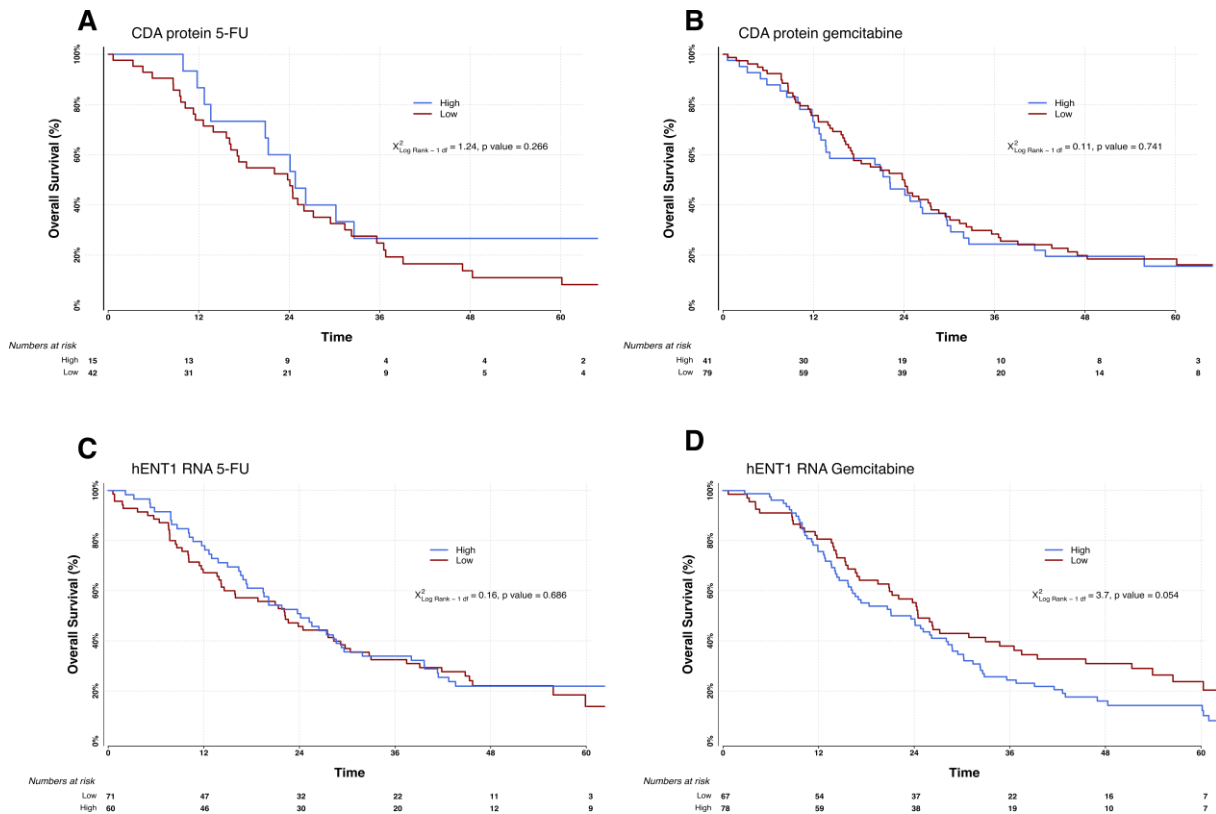 A
CDA protein 5-FU
Overall Survival (%)
100%
80%
60%
40%
20%
0%
High
Low
X²Log Rank − 1 df = 1.24, p value = 0.266
0 12 24 36 48 60
Time
Numbers at risk
High 15 13 9 4 4 2
Low 42 31 21 9 5 4
B
CDA protein gemcitabine
Overall Survival (%)
100%
80%
60%
40%
20%
0%
High
Low
X²Log Rank − 1 df = 0.11, p value = 0.741
0 12 24 36 48 60
Time
Numbers at risk
High 41 30 19 10 8 3
Low 79 59 39 20 14 8
C
hENT1 RNA 5-FU
Overall Survival (%)
100%
80%
60%
40%
20%
0%
High
Low
X²Log Rank − 1 df = 0.16, p value = 0.686
0 12 24 36 48 60
Time
Numbers at risk
Low 71 47 32 22 11 3
High 60 46 30 20 12 9
D
hENT1 RNA Gemcitabine
Overall Survival (%)
100%
80%
60%
40%
20%
0%
High
Low
X²Log Rank − 1 df = 3.7, p value = 0.054
0 12 24 36 48 60
Time
Numbers at risk
Low 67 54 37 22 16 7
High 78 59 38 19 10 7